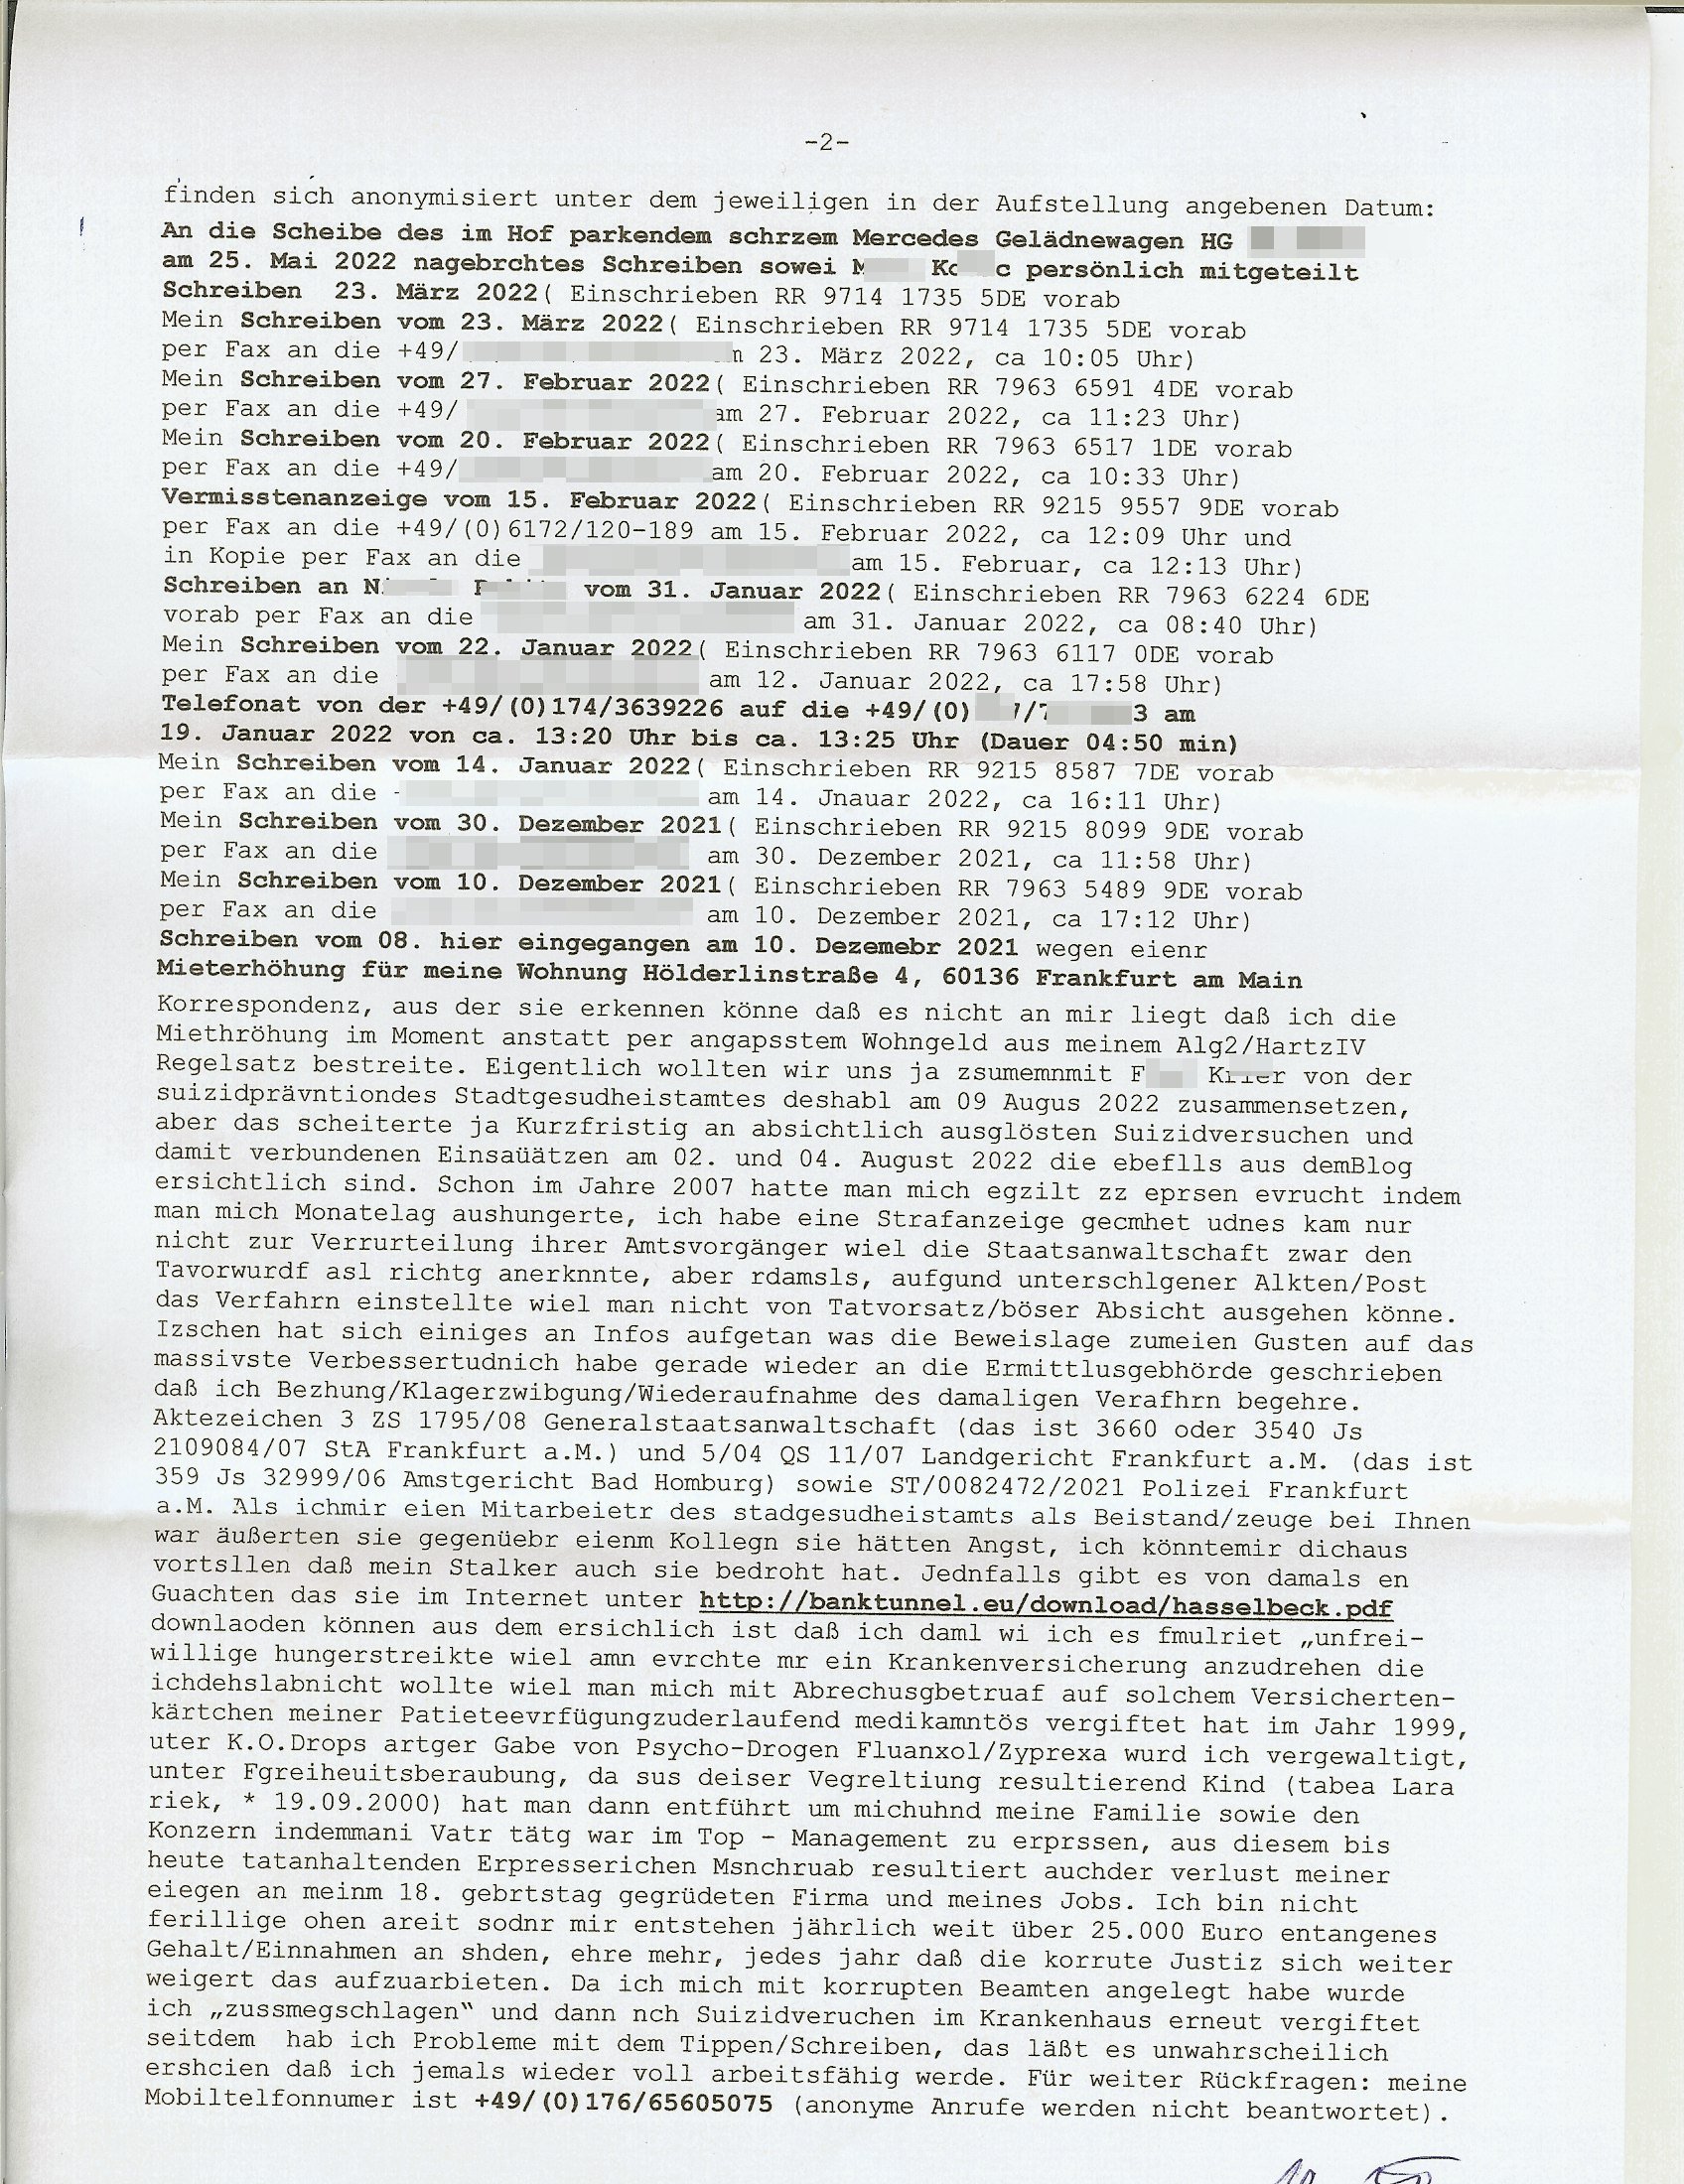 -2-
finden sich anonymisiert unter dem jeweiligen in der Aufstellung angebenen Datum:
An die Scheibe des im Hof parkendem schrzem Mercedes Gelädnewagen HG
am 25. Mai 2022 nagebrchtes Schreiben sowei M K c persönlich mitgeteilt
Schreiben 23. März 2022( Einschrieben RR 9714 1735 5DE vorab
Mein Schreiben vom 23. März 2022( Einschrieben RR 9714 1735 5DE vorab
per Fax an die +49/ 23. März 2022, ca 10:05 Uhr)
Mein Schreiben vom 27. Februar 2022( Einschrieben RR 7963 6591 4DE vorab
per Fax an die +49/ am 27. Februar 2022, ca 11:23 Uhr)
Mein Schreiben vom 20. Februar 2022( Einschrieben RR 7963 6517 1DE vorab
per Fax an die +49/ am 20. Februar 2022, ca 10:33 Uhr)
Vermisstenanzeige vom 15. Februar 2022( Einschrieben RR 9215 9557 9DE vorab
per Fax an die +49/(0)6172/120-189 am 15. Februar 2022, ca 12:09 Uhr und
in Kopie per Fax an die am 15. Februar, ca 12:13 Uhr)
Schreiben an vom 31. Januar 2022( Einschrieben RR 7963 6224 6DE
vorab per Fax an die am 31. Januar 2022, ca 08:40 Uhr)
Mein Schreiben vom 22. Januar 2022( Einschrieben RR 7963 6117 0DE vorab
per Fax an die am 12. Januar 2022, ca 17:58 Uhr)
Telefonat von der +49/(0)174/3639226 auf die +49/(0) 3 am
19. Januar 2022 von ca. 13:20 Uhr bis ca. 13:25 Uhr (Dauer 04:50 min)
Mein Schreiben vom 14. Januar 2022( Einschrieben RR 9215 8587 7DE vorab
per Fax an die am 14. Jnauar 2022, ca 16:11 Uhr)
Mein Schreiben vom 30. Dezember 2021( Einschrieben RR 9215 8099 9DE vorab
per Fax an die am 30. Dezember 2021, ca 11:58 Uhr)
Mein Schreiben vom 10. Dezember 2021( Einschrieben RR 7963 5489 9DE vorab
per Fax an die am 10. Dezember 2021, ca 17:12 Uhr)
Schreiben vom 08. hier eingegangen am 10. Dezemebr 2021 wegen eienr
Mieterhöhung für meine Wohnung Hölderlinstraße 4, 60136 Frankfurt am Main
Korrespondenz, aus der sie erkennen könne daß es nicht an mir liegt daß ich die
Miethröhung im Moment anstatt per angapsstem Wohngeld aus meinem Alg2/HartzIV
Regelsatz bestreite. Eigentlich wollten wir uns ja zsumemnmit F Krier von der
suizidprävntiondes Stadtgesudheistamtes deshabl am 09 Augus 2022 zusammensetzen,
aber das scheiterte ja Kurzfristig an absichtlich ausglösten Suizidversuchen und
damit verbundenen Einsaüätzen am 02. und 04. August 2022 die ebeflls aus demBlog
ersichtlich sind. Schon im Jahre 2007 hatte man mich egzilt zz eprsen evrucht indem
man mich Monatelag aushungerte, ich habe eine Strafanzeige gecmhet udnes kam nur
nicht zur Verrurteilung ihrer Amtsvorgänger wiel die Staatsanwaltschaft zwar den
Tavorwurdf asl richtg anerknnte, aber rdamsls, aufgund unterschlgener Alkten/Post
das Verfahrn einstellte wiel man nicht von Tatvorsatz/böser Absicht ausgehen könne.
Izschen hat sich einiges an Infos aufgetan was die Beweislage zumeien Gusten auf das
massivste Verbessertudnich habe gerade wieder an die Ermittlusgebhörde geschrieben
daß ich Bezhung/Klagerzwibgung/Wiederaufnahme des damaligen Verafhrn begehre.
Aktezeichen 3 ZS 1795/08 Generalstaatsanwaltschaft (das ist 3660 oder 3540 Js
2109084/07 StA Frankfurt a.M.) und 5/04 QS 11/07 Landgericht Frankfurt a.M. (das ist
359 Js 32999/06 Amstgericht Bad Homburg) sowie ST/0082472/2021 Polizei Frankfurt
a.M. Als ichmir eien Mitarbeietr des stadgesudheistamts als Beistand/zeuge bei Ihnen
war äußerten sie gegenüebr eienm Kollegn sie hätten Angst, ich könntemir dichaus
vortsllen daß mein Stalker auch sie bedroht hat. Jednfalls gibt es von damals en
Guachten das sie im Internet unter http://banktunnel.eu/download/hasselbeck.pdf
downlaoden können aus dem ersichlich ist daß ich daml wi ich es fmulriet „unfrei-
willige hungerstreikte wiel amn evrchte mr ein Krankenversicherung anzudrehen die
ichdehslabnicht wollte wiel man mich mit Abrechusgbetruaf auf solchem Versicherten-
kärtchen meiner Patieteevrfügungzuderlaufend medikamntös vergiftet hat im Jahr 1999,
uter K.O.Drops artger Gabe von Psycho-Drogen Fluanxol/Zyprexa wurd ich vergewaltigt,
unter Fgreiheuitsberaubung, da sus deiser Vegreltiung resultierend Kind (tabea Lara
riek, * 19.09.2000) hat man dann entführt um michuhnd meine Familie sowie den
Konzern indemmani Vatr tätg war im Top - Management zu erprssen, aus diesem bis
heute tatanhaltenden Erpresserichen Msnchruab resultiert auchder verlust meiner
eiegen an meinm 18. gebrtstag gegrüdeten Firma und meines Jobs. Ich bin nicht
ferillige ohen areit sodnr mir entstehen jährlich weit über 25.000 Euro entangenes
Gehalt/Einnahmen an shden, ehre mehr, jedes jahr daß die korrute Justiz sich weiter
weigert das aufzuarbieten. Da ich mich mit korrupten Beamten angelegt habe wurde
ich „zussmegschlagen“ und dann nch Suizidveruchen im Krankenhaus erneut vergiftet
seitdem hab ich Probleme mit dem Tippen/Schreiben, das läßt es unwahrscheilich
ershcien daß ich jemals wieder voll arbeitsfähig werde. Für weiter Rückfragen: meine
Mobiltelfonnumer ist +49/(0)176/65605075 (anonyme Anrufe werden nicht beantwortet).